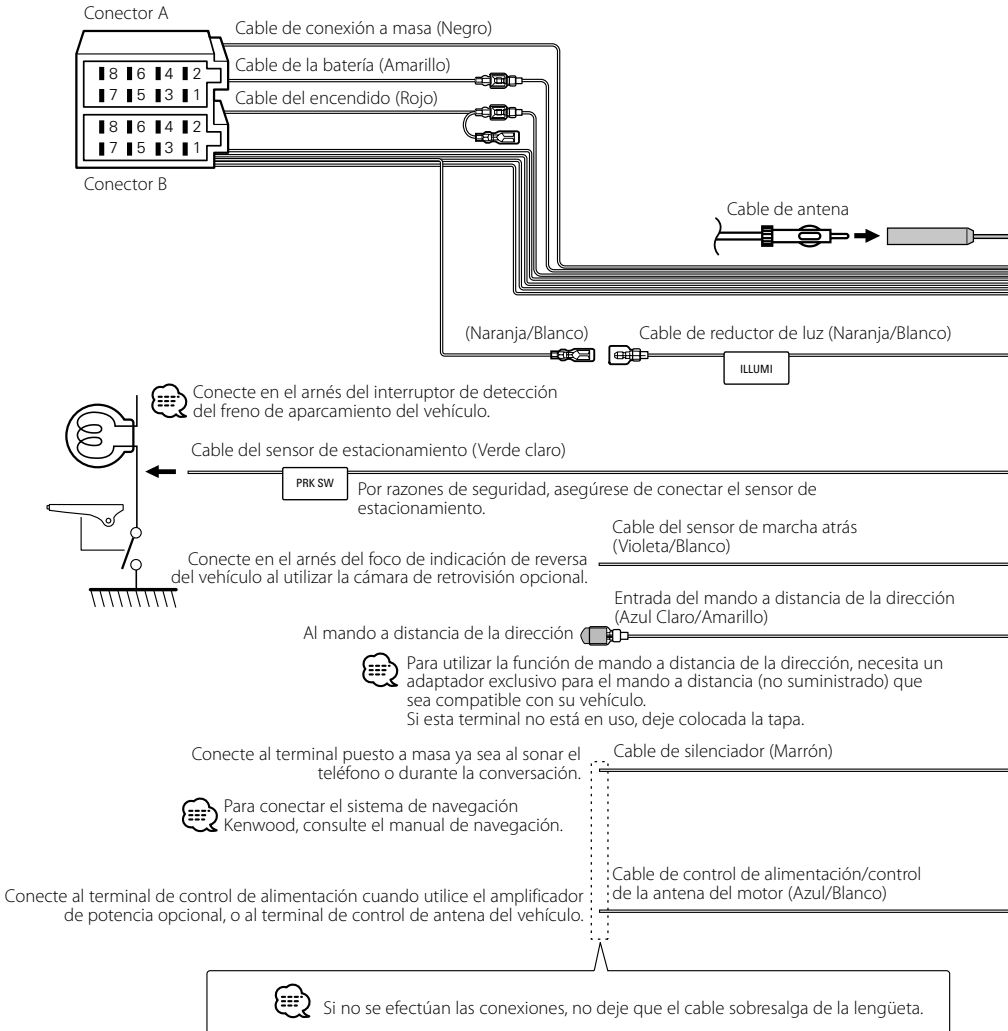 Conector A
Cable de conexión a masa (Negro)
Cable de la batería (Amarillo)
8 6 4 2
7 5 3 1
Cable del encendido (Rojo)
8 6 4 2
7 5 3 1
Conector B
Cable de antena
(Naranja/Blanco)
Cable de reductor de luz (Naranja/Blanco)
ILLUMI
Conecte en el arnés del interruptor de detección
del freno de aparcamiento del vehículo.
Cable del sensor de estacionamiento (Verde claro)
PRK SW
Por razones de seguridad, asegúrese de conectar el sensor de
estacionamiento.
Cable del sensor de marcha atrás
(Violeta/Blanco)
Conecte en el arnés del foco de indicación de reversa
del vehículo al utilizar la cámara de retrovisión opcional.
Entrada del mando a distancia de la dirección
(Azul Claro/Amarillo)
Al mando a distancia de la dirección
Para utilizar la función de mando a distancia de la dirección, necesita un
adaptador exclusivo para el mando a distancia (no suministrado) que
sea compatible con su vehículo.
Si esta terminal no está en uso, deje colocada la tapa.
Conecte al terminal puesto a masa ya sea al sonar el
teléfono o durante la conversación.
Cable de silenciador (Marrón)
Para conectar el sistema de navegación
Kenwood, consulte el manual de navegación.
Cable de control de alimentación/control
de la antena del motor (Azul/Blanco)
Conecte al terminal de control de alimentación cuando utilice el amplificador
de potencia opcional, o al terminal de control de antena del vehículo.
Si no se efectúan las conexiones, no deje que el cable sobresalga de la lengüeta.